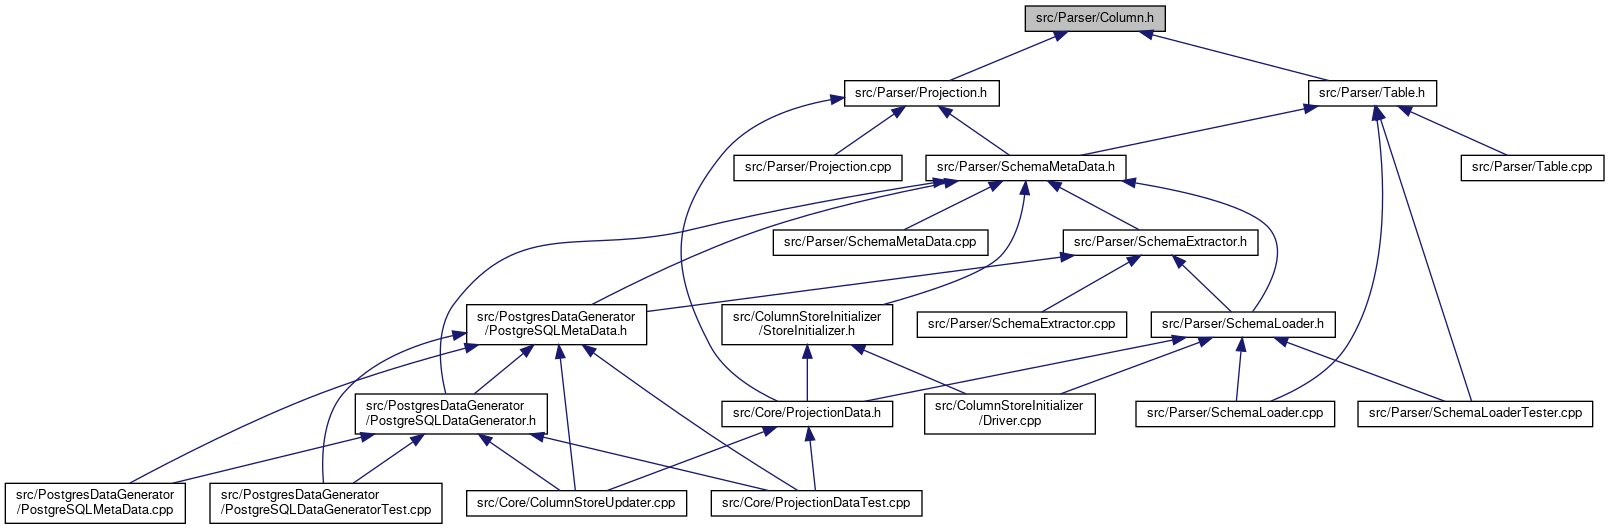 src/Parser/Column.h
src/Parser/Projection.h
src/Parser/Table.h
src/Parser/Projection.cpp
src/Parser/SchemaMetaData.h
src/Parser/Table.cpp
src/Parser/SchemaMetaData.cpp
src/Parser/SchemaExtractor.h
src/PostgresDataGenerator
/PostgreSQLMetaData.h
src/ColumnStoreInitializer
/StoreInitializer.h
src/Parser/SchemaExtractor.cpp
src/Parser/SchemaLoader.h
src/PostgresDataGenerator
/PostgreSQLDataGenerator.h
src/Core/ProjectionData.h
src/ColumnStoreInitializer
/Driver.cpp
src/Parser/SchemaLoader.cpp
src/Parser/SchemaLoaderTester.cpp
src/PostgresDataGenerator
/PostgreSQLMetaData.cpp
src/PostgresDataGenerator
/PostgreSQLDataGeneratorTest.cpp
src/Core/ColumnStoreUpdater.cpp
src/Core/ProjectionDataTest.cpp